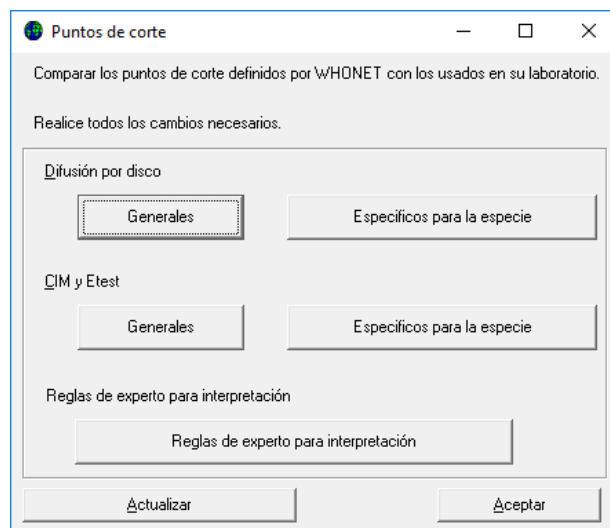 Puntos de corte
Comparar los puntos de corte definidos por WHONET con los usados en su laboratorio.
Realice todos los cambios necesarios.
Difusión por disco
Generales
Especificos para la especie
CIM y Etest
Generales
Especificos para la especie
Reglas de experto para interpretación
Reglas de experto para interpretación
Actualizar
Aceptar